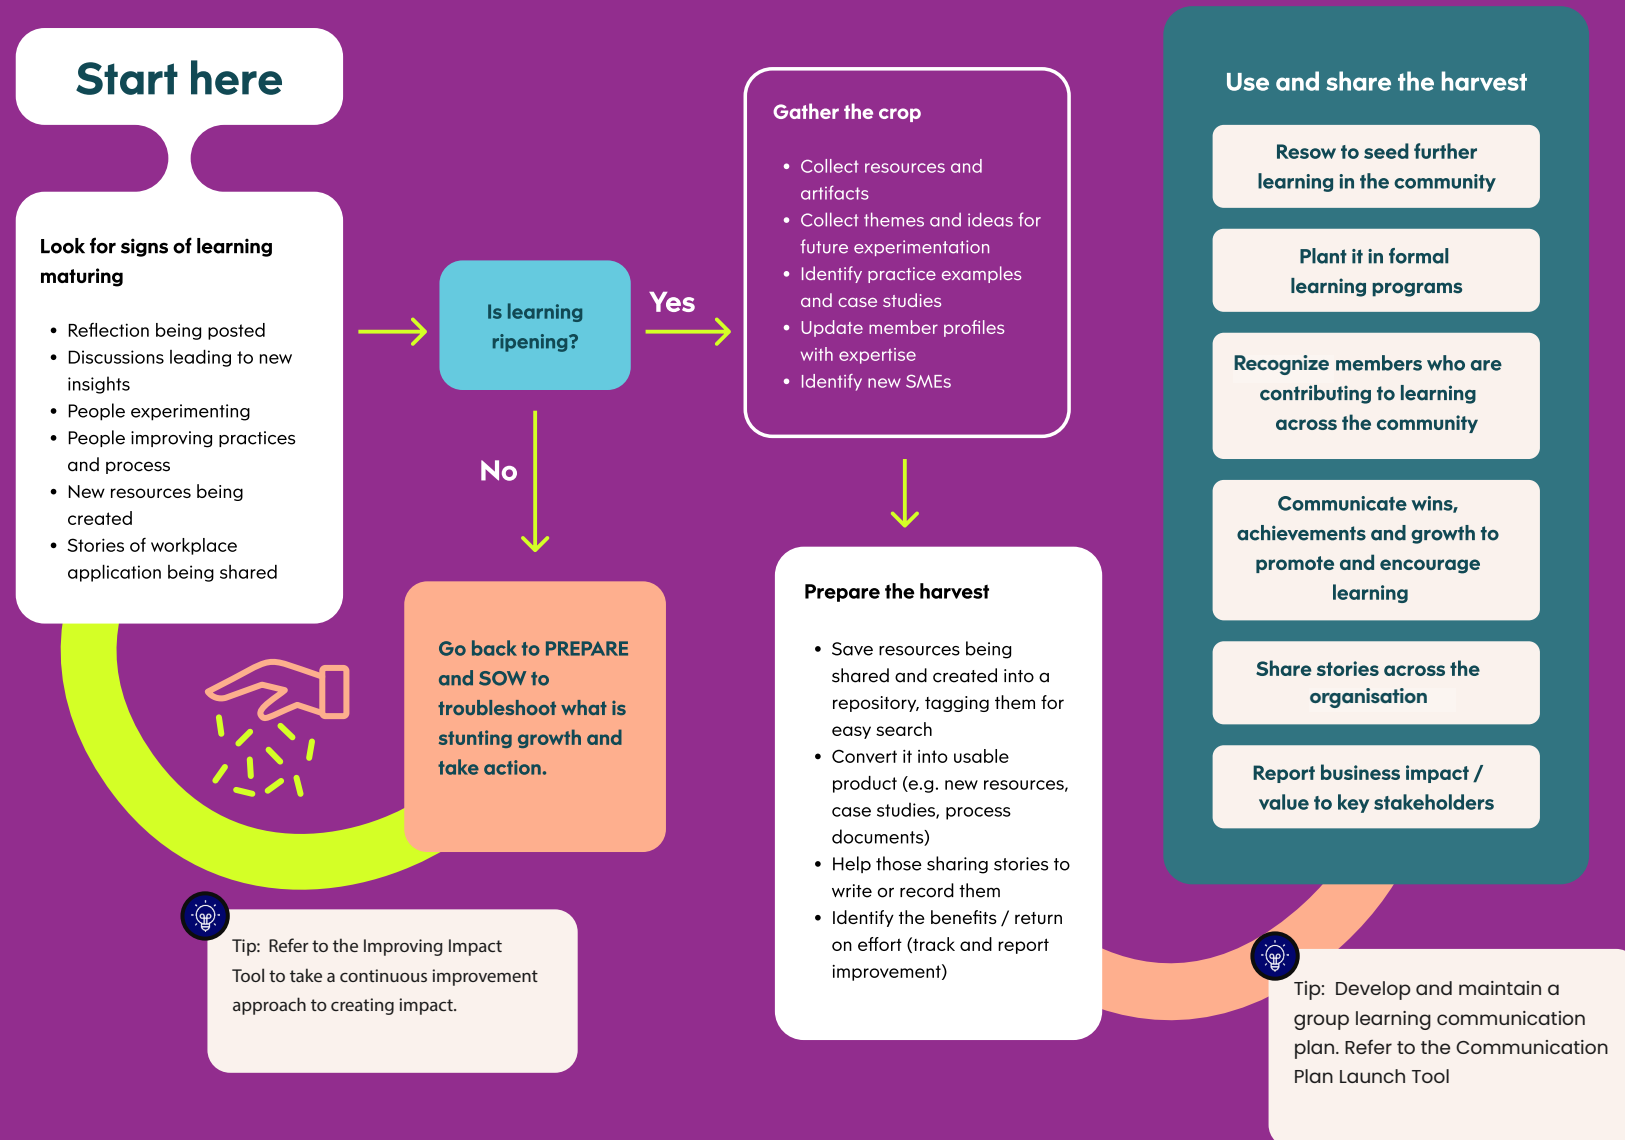 Start here
Look for signs of learning
maturing
• Reflection being posted
• Discussions leading to new
insights
• People experimenting
• People improving practices
and process
• New resources being
created
• Stories of workplace
application being shared
Is learning
ripening?
Yes
No
Go back to PREPARE
and SOW to
troubleshoot what is
stunting growth and
take action.
Tip: Refer to the Improving Impact
Tool to take a continuous improvement
approach to creating impact.
Gather the crop
• Collect resources and
artifacts
• Collect themes and ideas for
future experimentation
• Identify practice examples
and case studies
• Update member profiles
with expertise
• Identify new SMEs
Prepare the harvest
• Save resources being
shared and created into a
repository, tagging them for
easy search
• Convert it into usable
product (e.g. new resources,
case studies, process
documents)
• Help those sharing stories to
write or record them
• Identify the benefits / return
on effort (track and report
improvement)
Use and share the harvest
Resow to seed further
learning in the community
Plant it in formal
learning programs
Recognize members who are
contributing to learning
across the community
Communicate wins,
achievements and growth to
promote and encourage
learning
Share stories across the
organisation
Report business impact /
value to key stakeholders
Tip: Develop and maintain a
group learning communication
plan. Refer to the Communication
Plan Launch Tool